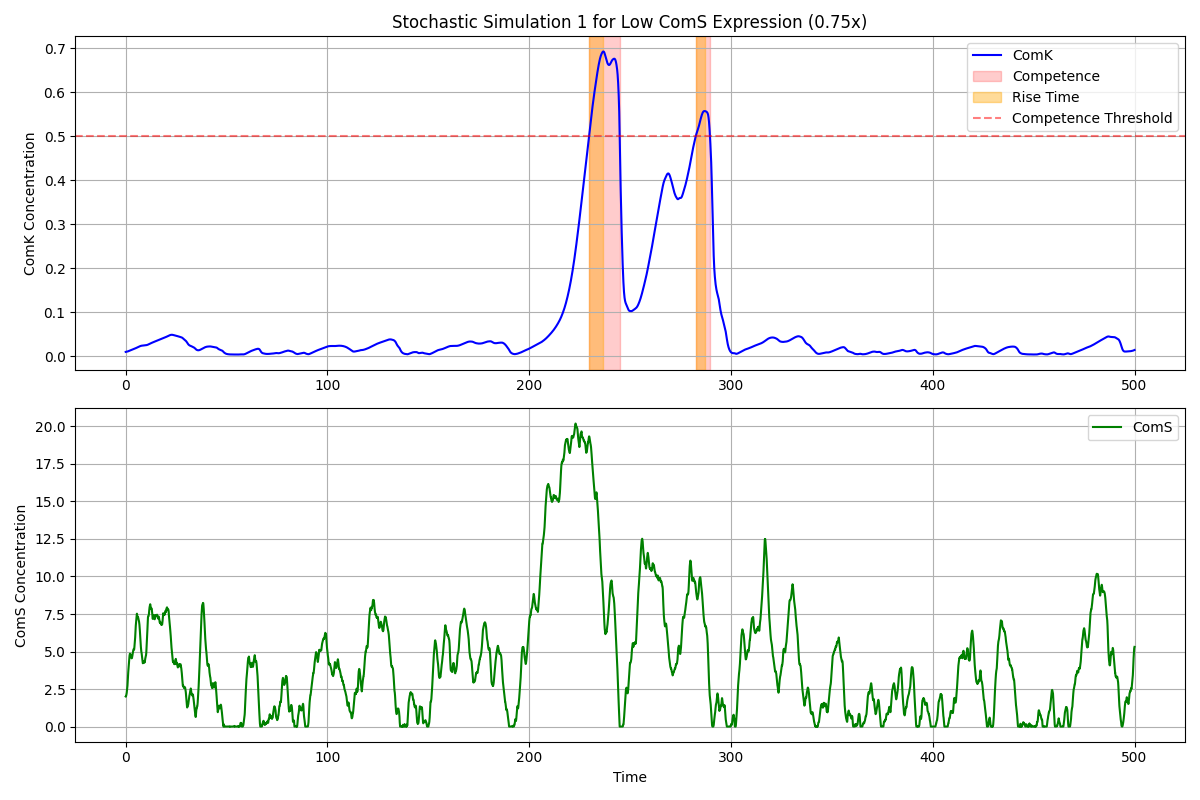 Stochastic Simulation 1 for Low ComS Expression (0.75x)
ComK Concentration
0.7
0.6
0.5
0.4
0.3
0.2
0.1
0.0
ComK
Competence
Rise Time
Competence Threshold
0 100 200 300 400 500
ComS Concentration
20.0
17.5
15.0
12.5
10.0
7.5
5.0
2.5
0.0
ComS
0 100 200 300 400 500
Time